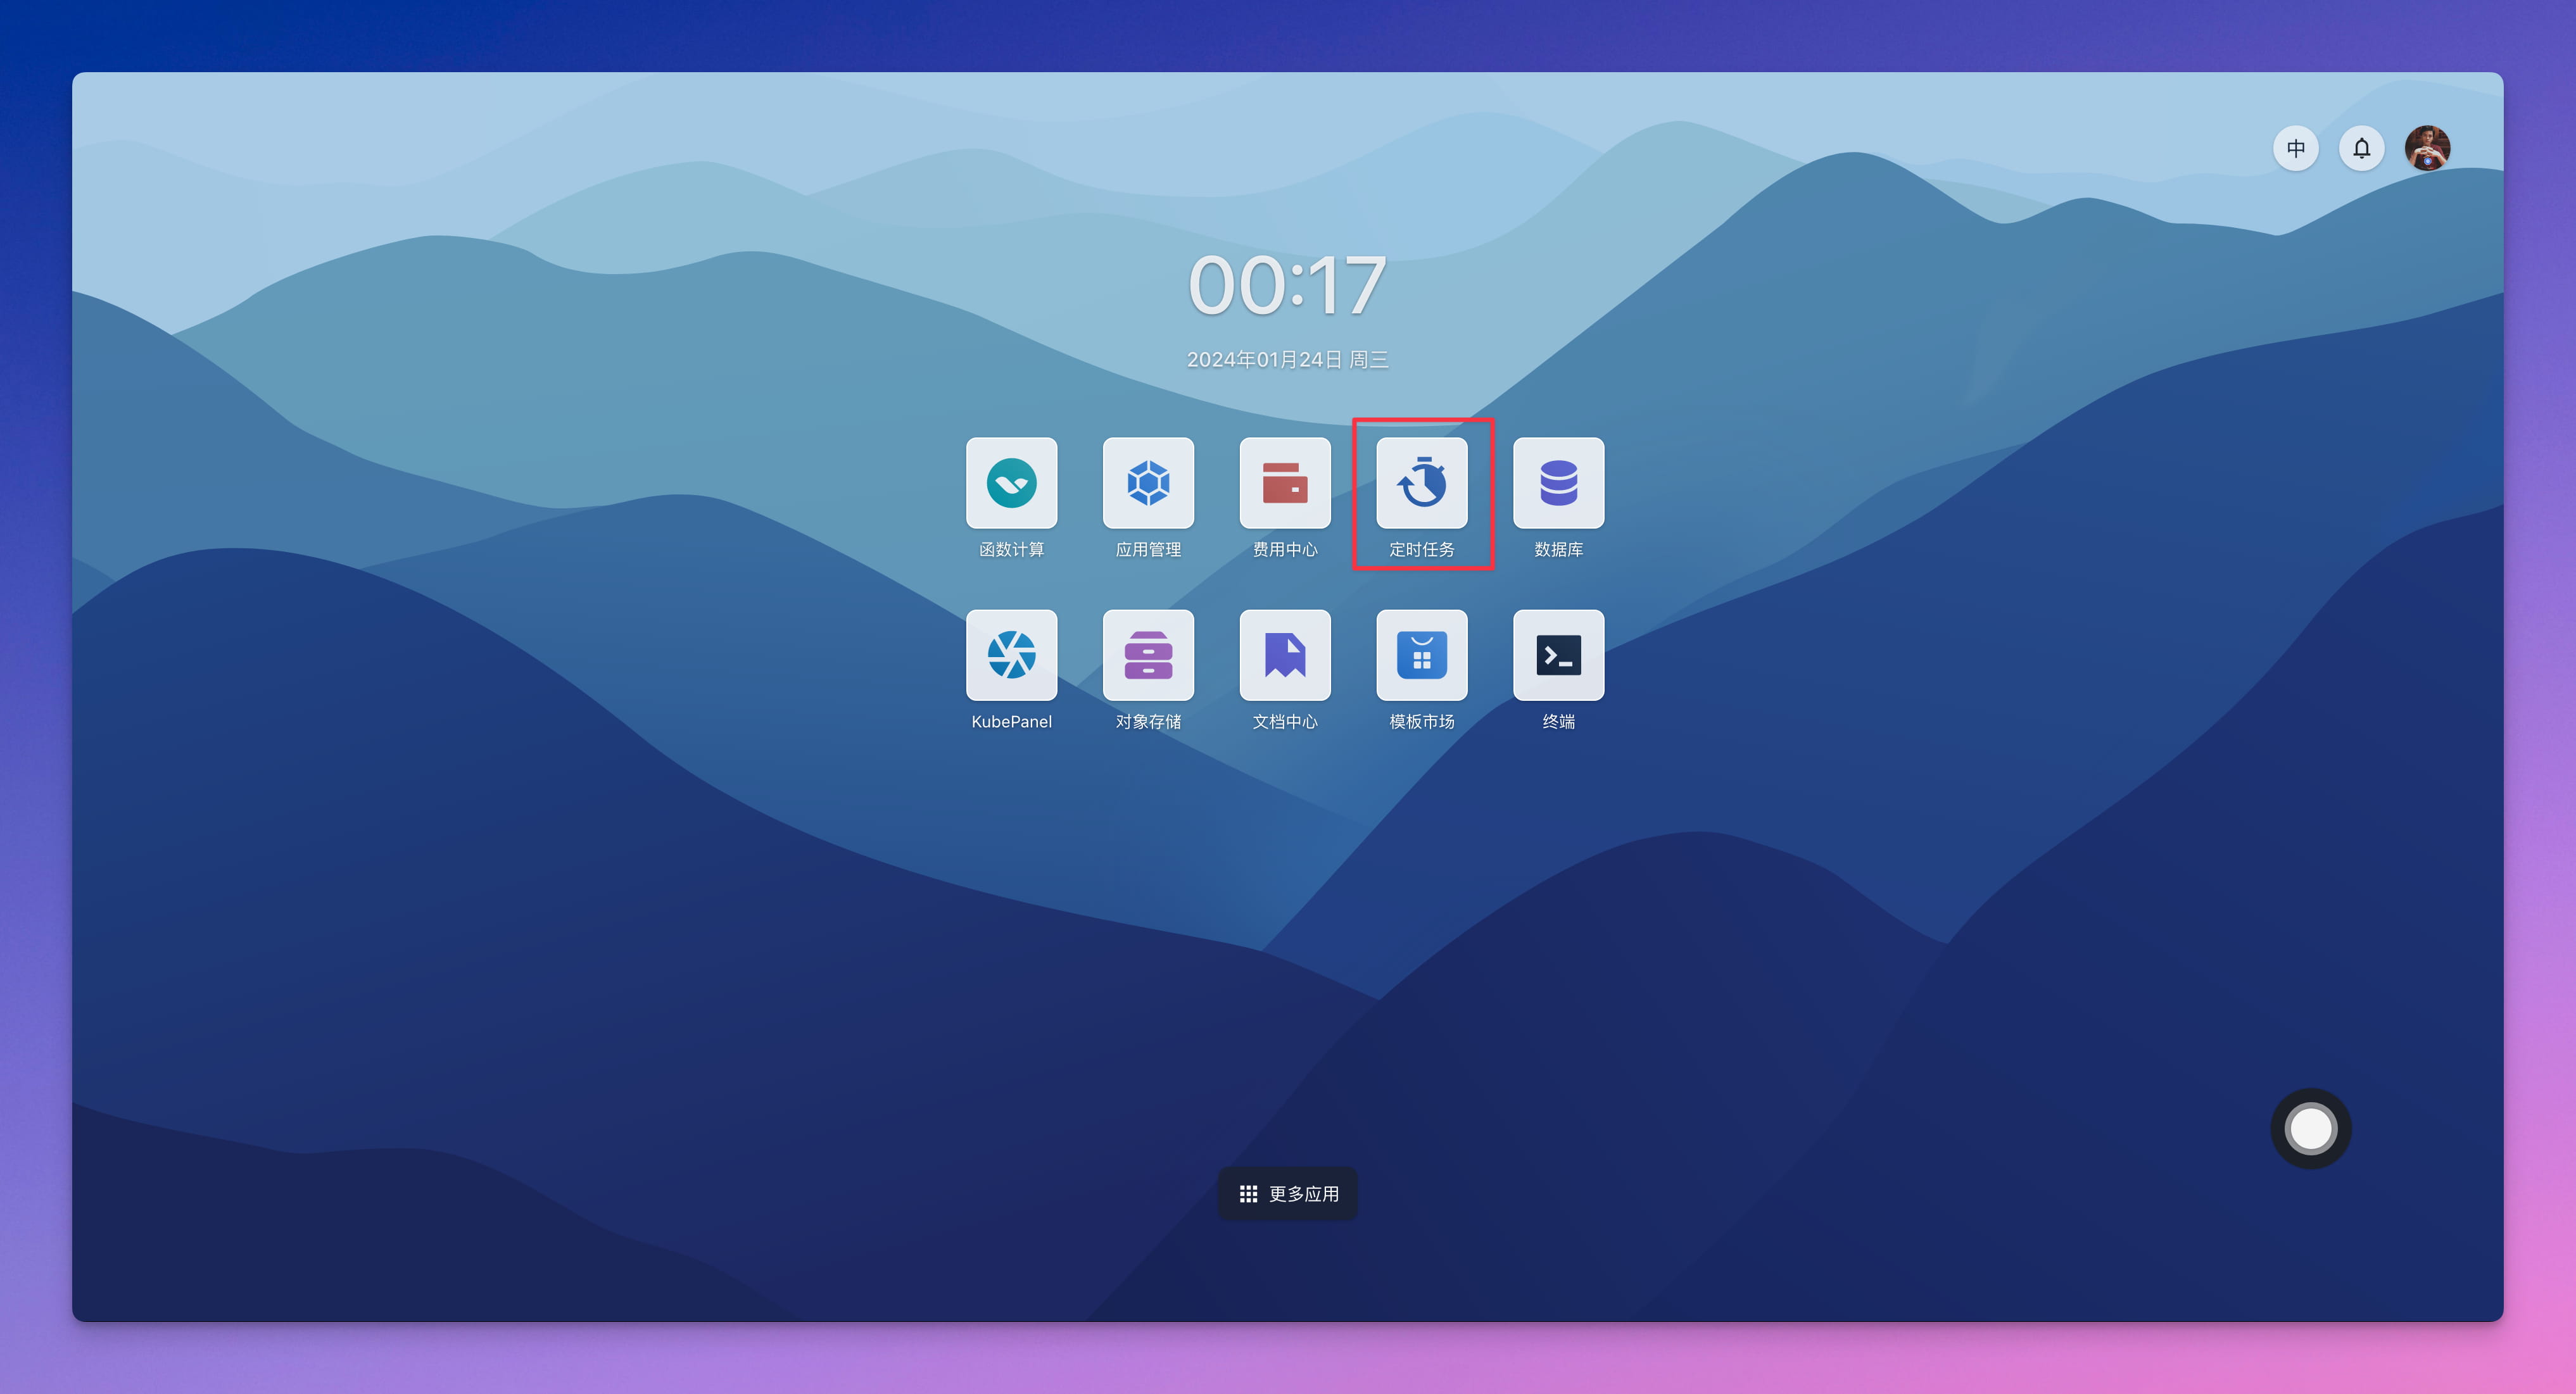 中
00:17
2024年01月24日 周三
函数计算 应用管理 费用中心 定时任务 数据库
KubePanel 对象存储 文档中心 模板市场 终端
更多应用